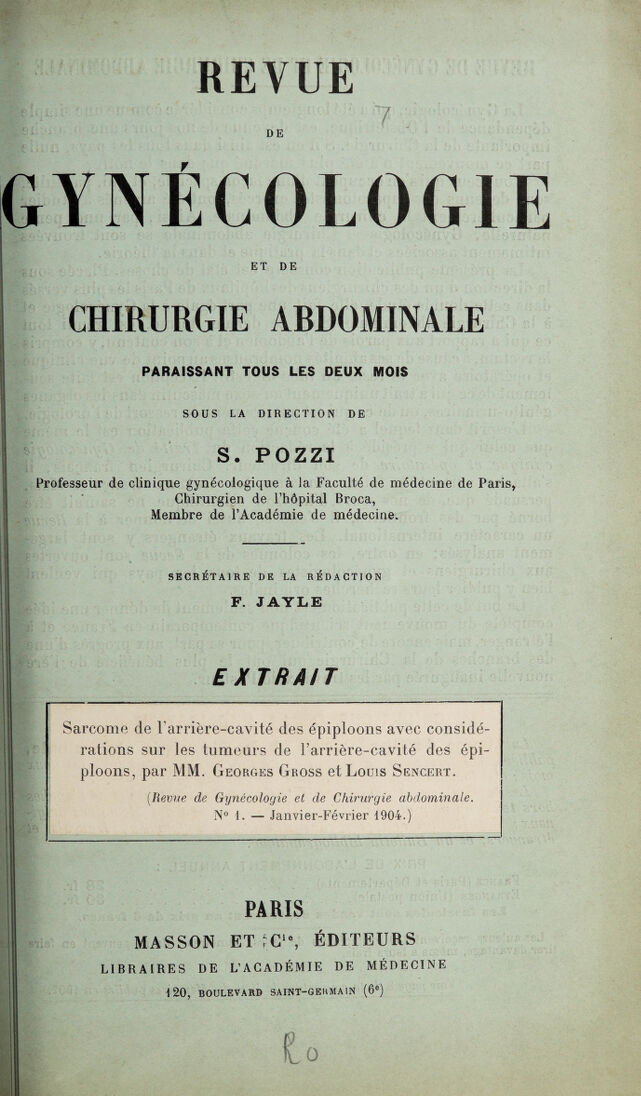 REVUE
7
DE
GYNÉCOLOGIE
ET DE
CHIRURGIE ABDOMINALE
PARAISSANT TOUS LES DEUX MOIS
SOUS LA DIRECTION DE
S. POZZI
Professeur de clinique gynécologique à la Faculté de médecine de Paris,
Chirurgien de l'hôpital Broca,
Membre de l'Académie de médecine.
SECRÉTAIRE DE LA RÉDACTION
F. JAYLE
EXTRAIT
Sarcome de l'arrière-cavité des épiploons avec considé-
rations sur les tumeurs de l'arrière-cavité des épi-
ploons, par MM. GEORGES GROSS et LOUIS SENCERT.
(Revue de Gynécologie et de Chirurgie abdominale.
N° 1. — Janvier-Février 1904.)
PARIS
MASSON ET Cie, ÉDITEURS
LIBRAIRES DE L'ACADÉMIE DE MÉDECINE
120, BOULEVARD SAINT-GERMAIN (6e)
Ro